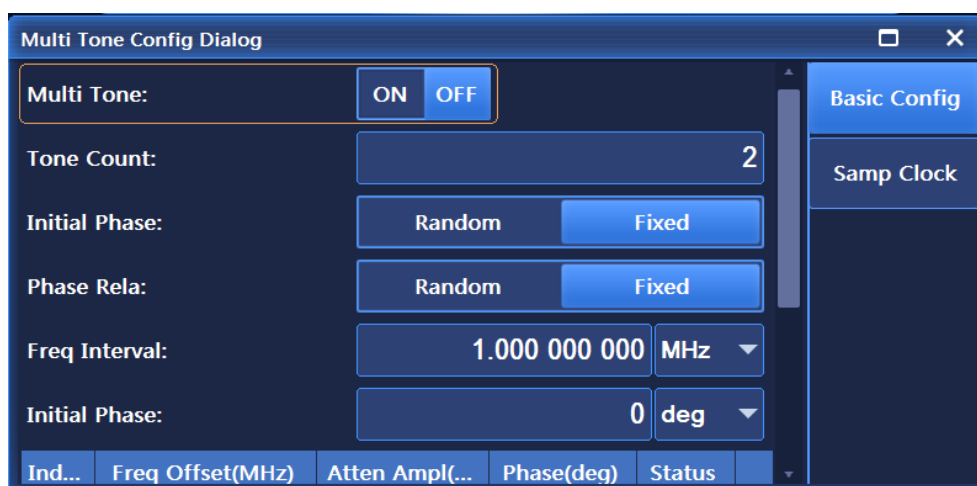 Multi Tone Config Dialog
Multi Tone: ON OFF
Basic Config
Tone Count: 2
Samp Clock
Initial Phase: Random Fixed
Phase Rela: Random Fixed
Freq Interval: 1.000 000 000 MHz
Initial Phase: 0 deg
Ind... Freq Offset(MHz) Atten Ampl(... Phase(deg) Status